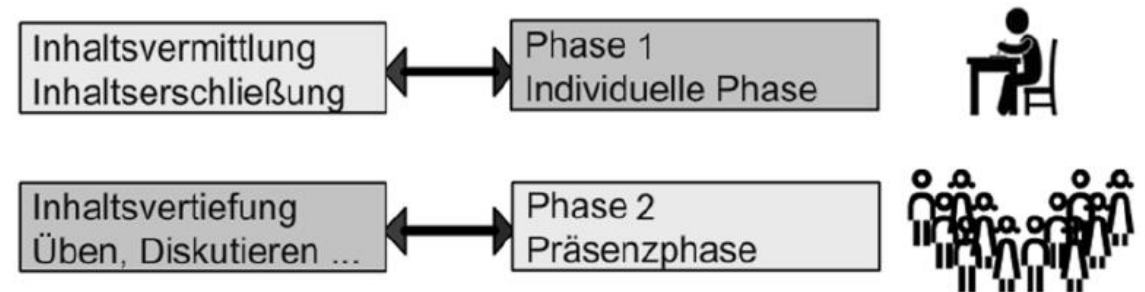 Inhaltsvermittlung
Inhaltserschließung
Phase 1
Individuelle Phase
Inhaltsvertiefung
Üben, Diskutieren ...
Phase 2
Präsenzphase